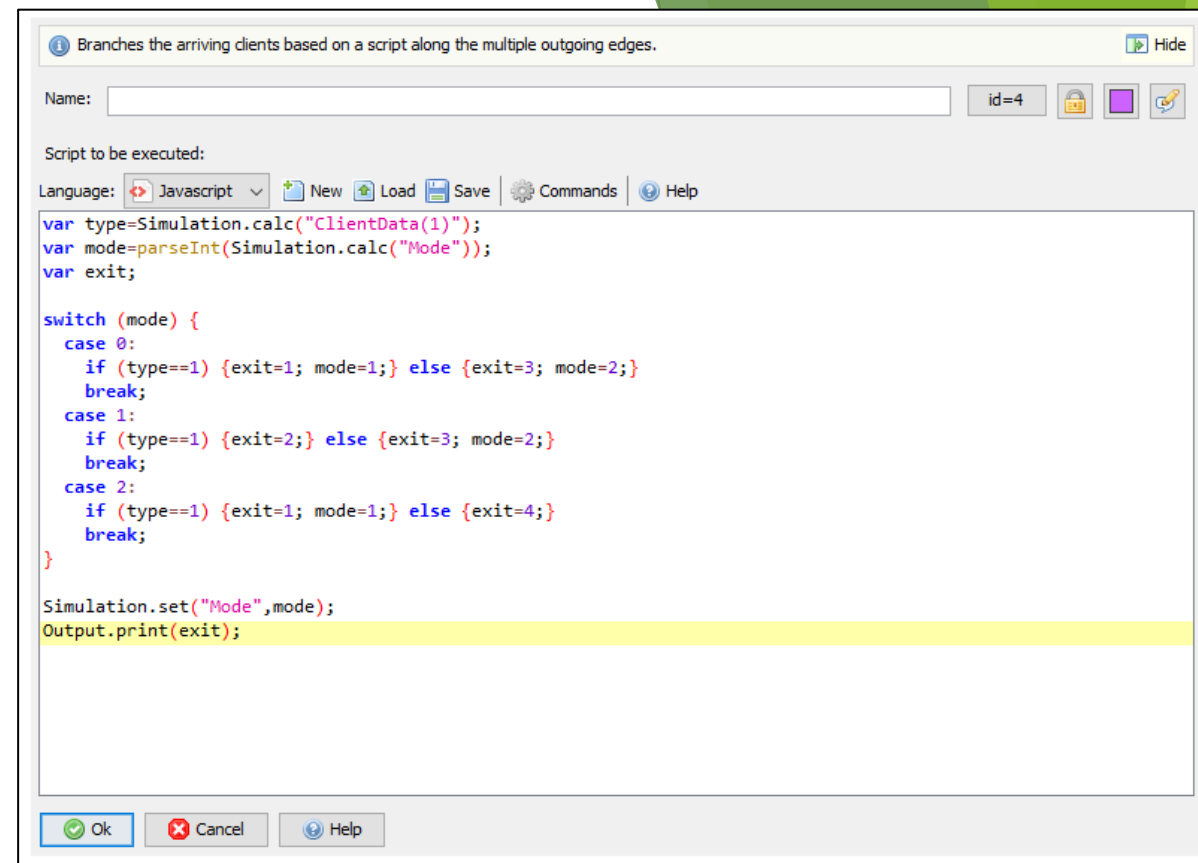 Branches the arriving clients based on a script along the multiple outgoing edges. Hide
Name: id=4
Script to be executed:
Language: Javascript New Load Save Commands Help
var type=Simulation.calc("ClientData(1)");
var mode=parseInt(Simulation.calc("Mode"));
var exit;
switch (mode) {
  case 0:
    if (type==1) {exit=1; mode=1;} else {exit=3; mode=2;}
    break;
  case 1:
    if (type==1) {exit=2;} else {exit=3; mode=2;}
    break;
  case 2:
    if (type==1) {exit=1; mode=1;} else {exit=4;}
    break;
}
Simulation.set("Mode",mode);
Output.print(exit);
Ok Cancel Help